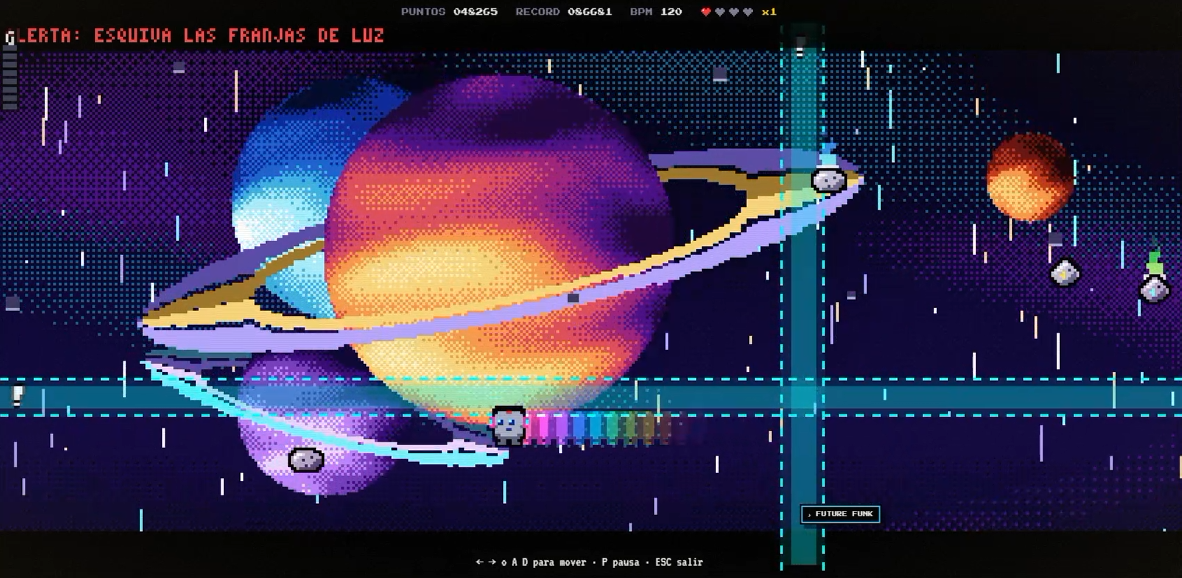 PUNTOS 048265 RECORD 086681 BPM 120 x1
ALERTA: ESQUIVA LAS FRANJAS DE LUZ
♪ FUTURE FUNK
← → o A D para mover · P pausa · ESC salir